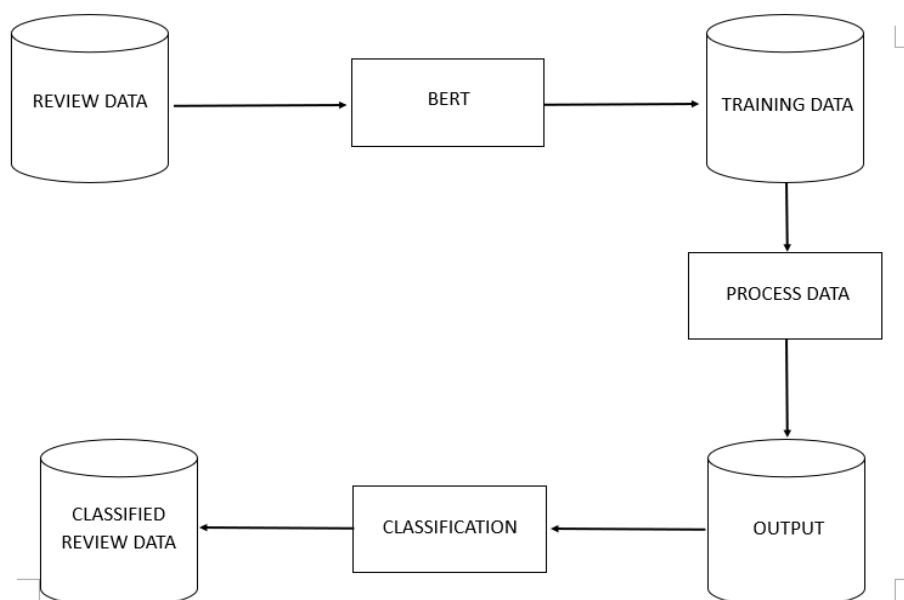 REVIEW DATA
BERT
TRAINING DATA
PROCESS DATA
CLASSIFIED
REVIEW DATA
CLASSIFICATION
OUTPUT